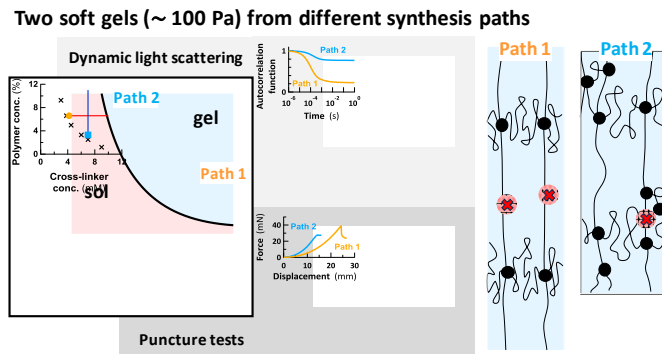 Two soft gels (~ 100 Pa) from different synthesis paths
Dynamic light scattering
Autocorrelation
function
1
0.5
0
Path 2
Path 1
10⁻⁶ 10⁻⁴ 10⁻² 10⁰
Time (s)
Polymer conc. (%)
12
8
4
0
0 4 8 12
Cross-linker
conc. (mM)
Path 2
gel
Path 1
sol
Force (mN)
40
20
0
Path 2
Path 1
0 10 20 30
Displacement (mm)
Puncture tests
Path 1
Path 2